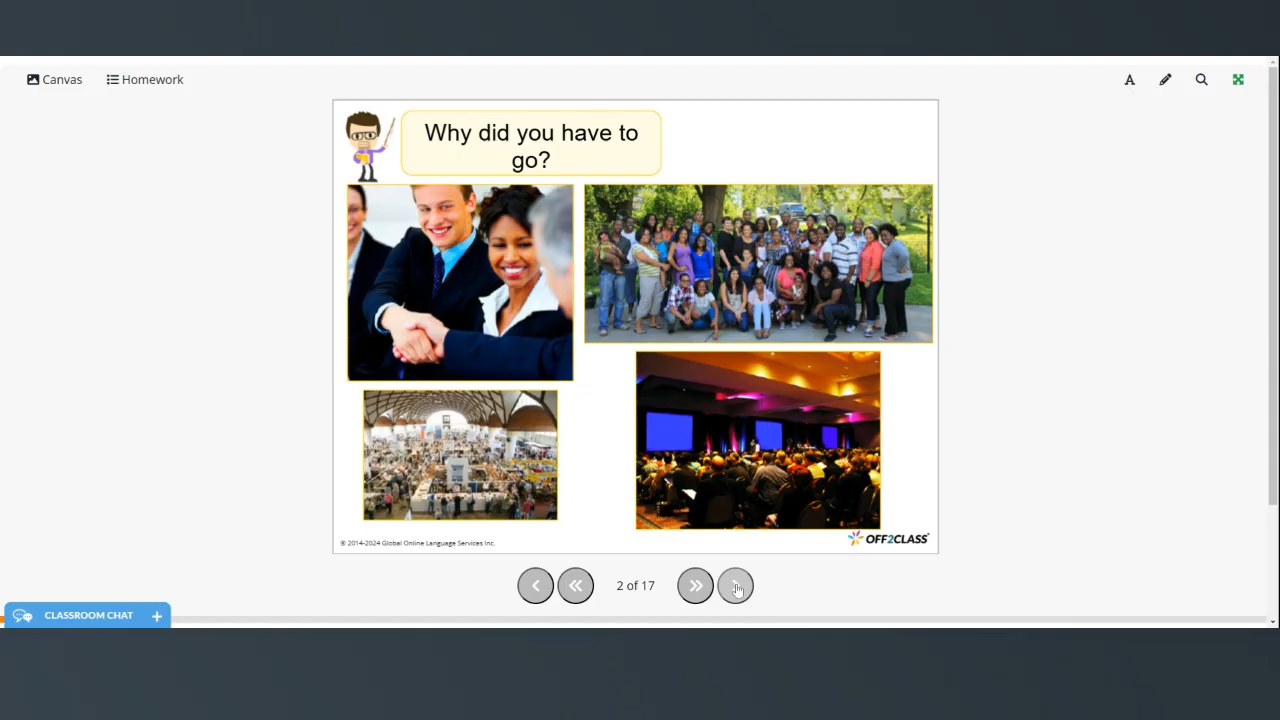 Canvas
Homework
Why did you have to
go?
© 2014-2024 Global Online Language Services Inc.
OFF2CLASS
2 of 17
CLASSROOM CHAT